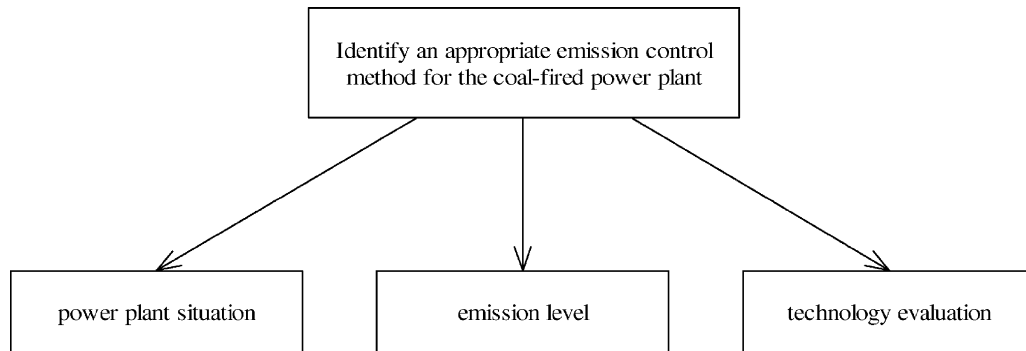 Identify an appropriate emission control
method for the coal-fired power plant
power plant situation
emission level
technology evaluation